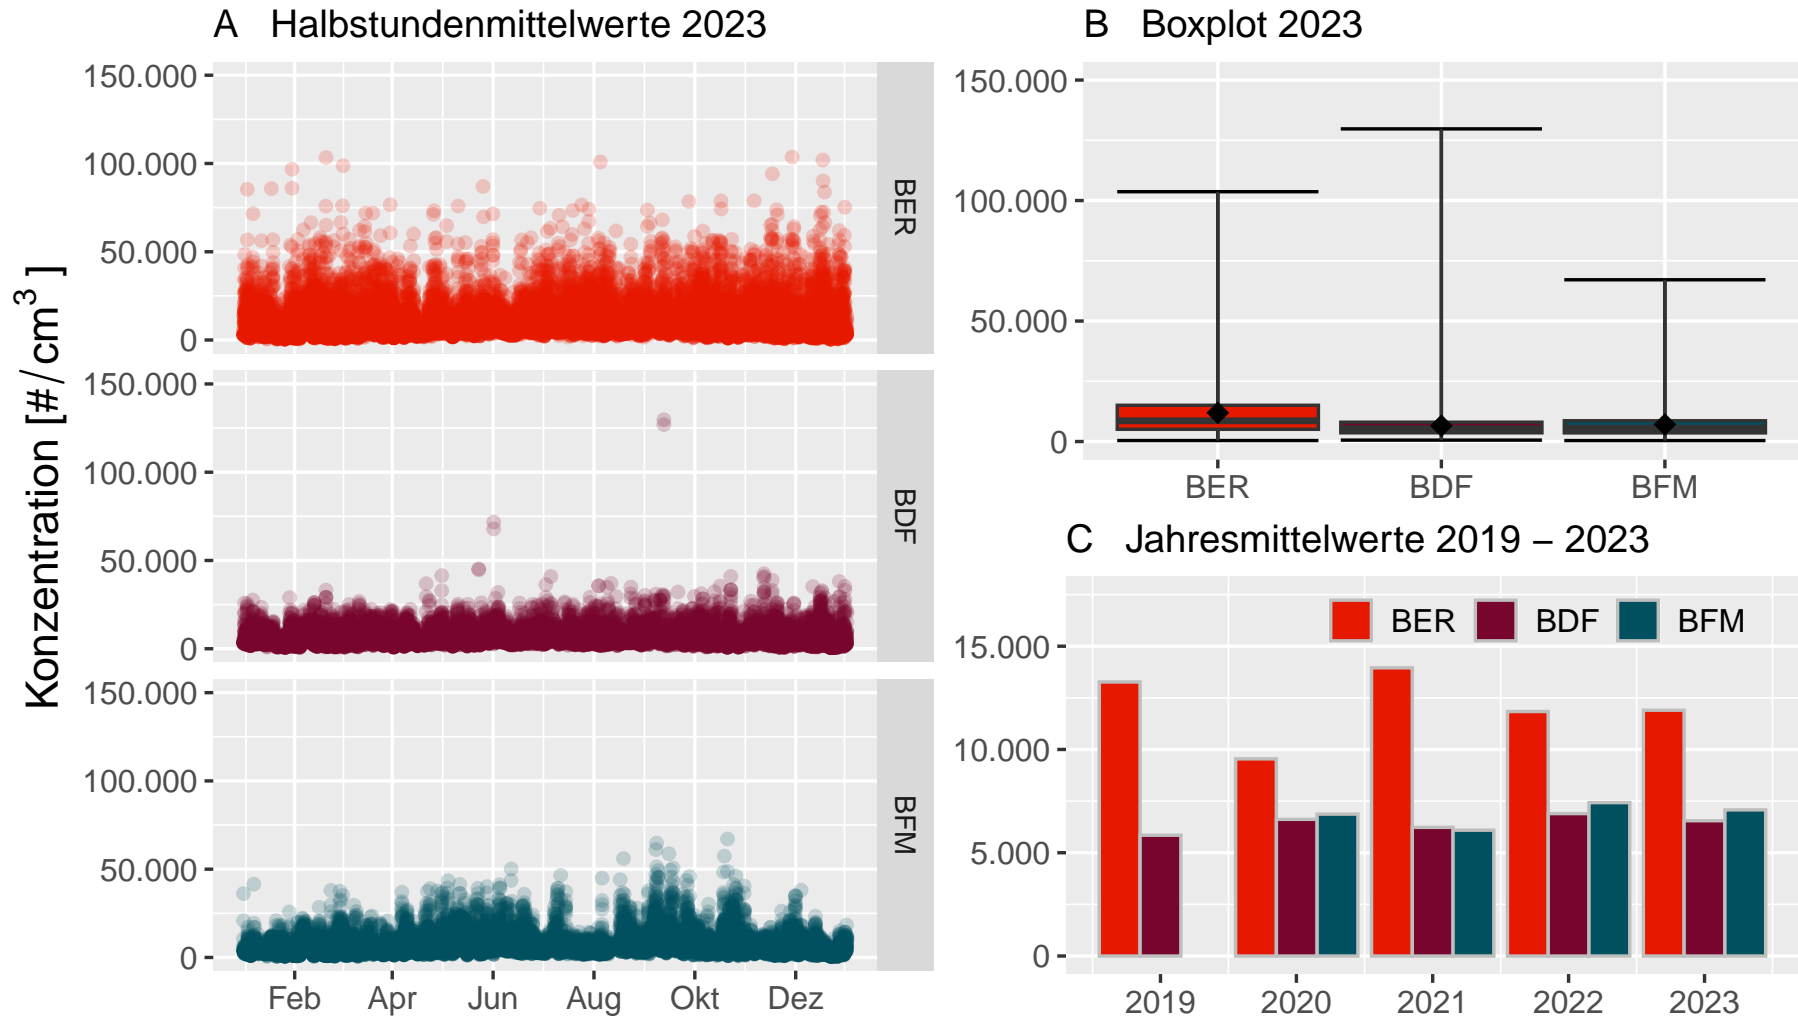 A Halbstundenmittelwerte 2023
Konzentration [#/cm³]
150.000
100.000
50.000
0
BER
150.000
100.000
50.000
0
BDF
150.000
100.000
50.000
0
BFM
Feb Apr Jun Aug Okt Dez
B Boxplot 2023
150.000
100.000
50.000
0
BER BDF BFM
C Jahresmittelwerte 2019 – 2023
BER BDF BFM
15.000
10.000
5.000
0
2019 2020 2021 2022 2023